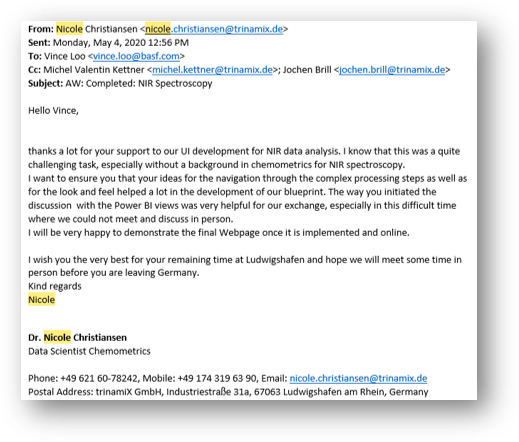 From: Nicole Christiansen <nicole.christiansen@trinamix.de>
Sent: Monday, May 4, 2020 12:56 PM
To: Vince Loo <vince.loo@basf.com>
Cc: Michel Valentin Kettner <michel.kettner@trinamix.de>; Jochen Brill <jochen.brill@trinamix.de>
Subject: AW: Completed: NIR Spectroscopy
Hello Vince,
thanks a lot for your support to our UI development for NIR data analysis. I know that this was a quite
challenging task, especially without a background in chemometrics for NIR spectroscopy.
I want to ensure you that your ideas for the navigation through the complex processing steps as well as
for the look and feel helped a lot in the development of our blueprint. The way you initiated the
discussion with the Power BI views was very helpful for our exchange, especially in this difficult time
where we could not meet and discuss in person.
I will be very happy to demonstrate the final Webpage once it is implemented and online.
I wish you the very best for your remaining time at Ludwigshafen and hope we will meet some time in
person before you are leaving Germany.
Kind regards
Nicole
Dr. Nicole Christiansen
Data Scientist Chemometrics
Phone: +49 621 60-78242, Mobile: +49 174 319 63 90, Email: nicole.christiansen@trinamix.de
Postal Address: trinamiX GmbH, Industriestraße 31a, 67063 Ludwigshafen am Rhein, Germany